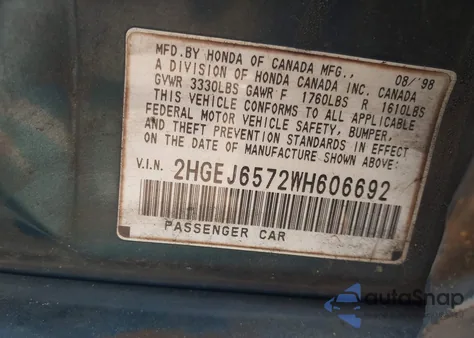 MFD.BY HONDA OF CANADA MFG., 08/'98
A DIVISION OF HONDA CANADA INC. CANADA
GVWR 3330LBS GAWR F 1760LBS R 1610LBS
THIS VEHICLE CONFORMS TO ALL APPLICABLE
FEDERAL MOTOR VEHICLE SAFETY, BUMPER,
AND THEFT PREVENTION STANDARDS IN EFFECT
ON THE DATE OF MANUFACTURE SHOWN ABOVE.
V.I.N. 2HGEJ6572WH606692
PASSENGER CAR
autoSnap